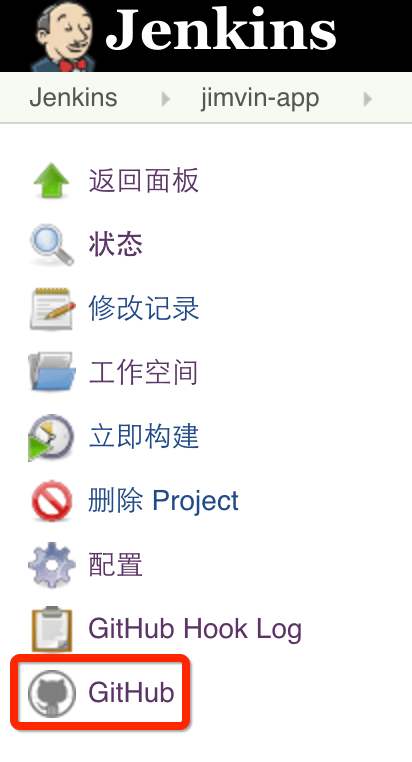 Jenkins
Jenkins jimvin-app
返回面板
状态
修改记录
工作空间
立即构建
删除 Project
配置
GitHub Hook Log
GitHub